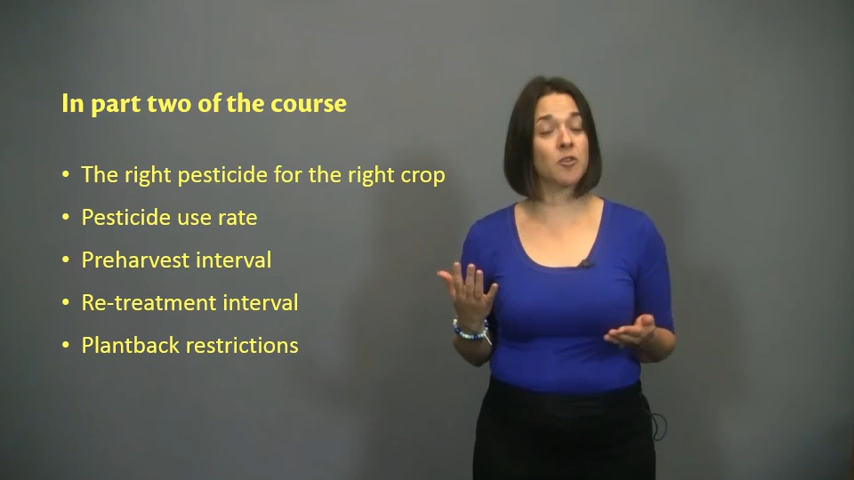 In part two of the course
• The right pesticide for the right crop
• Pesticide use rate
• Preharvest interval
• Re-treatment interval
• Plantback restrictions